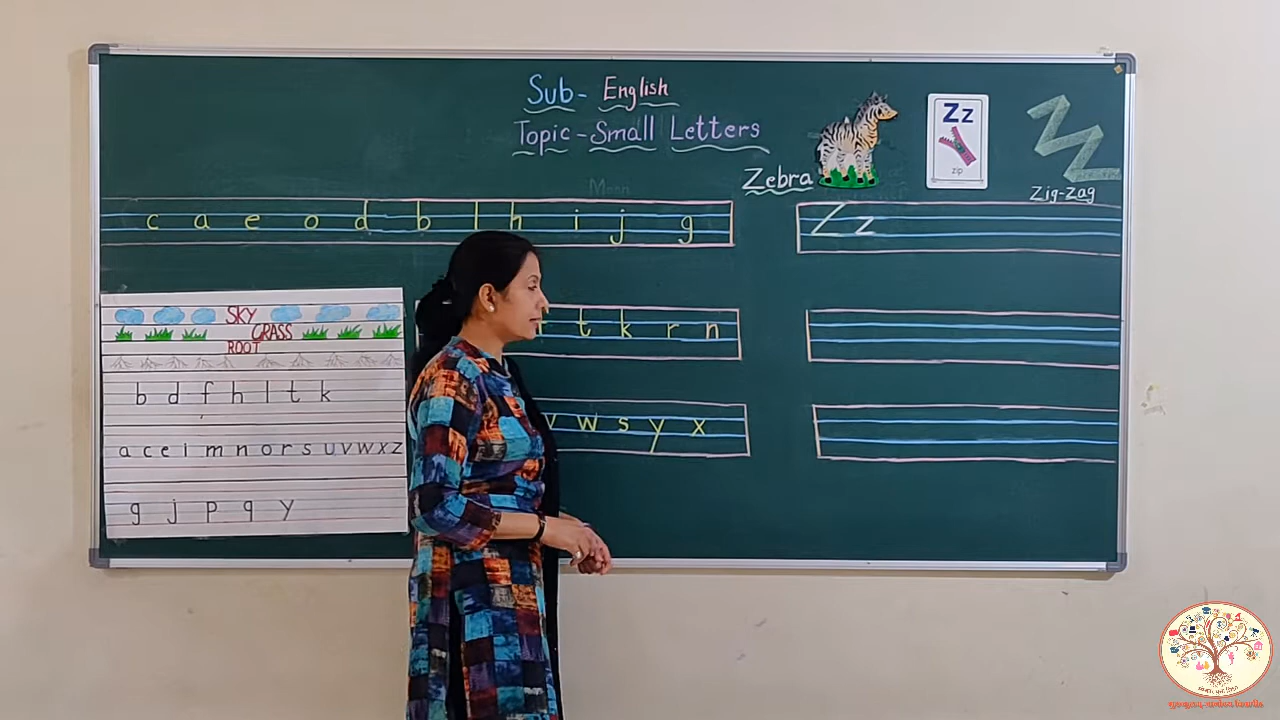 Sub- English
Topic-Small Letters
Zz
zip
Zebra
Zig-Zag
Moon
c a e o d b l h i j g
Zz
SKY
GRASS
ROOT
t k r n
b d f h l t k
v w s y x
a c e i m n o r s u v w x z
g j p q y